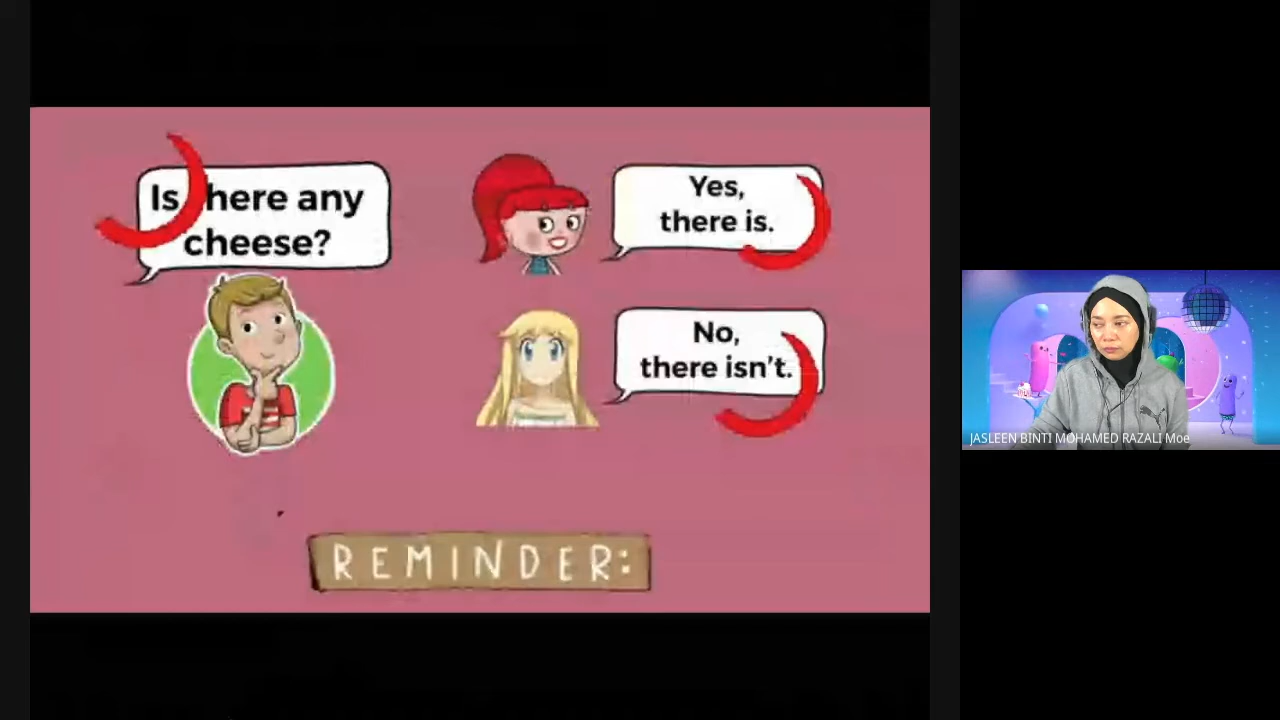 Is there any
cheese?
Yes,
there is.
No,
there isn't.
REMINDER:
JASLEEN BINTI MOHAMED RAZALI Moe